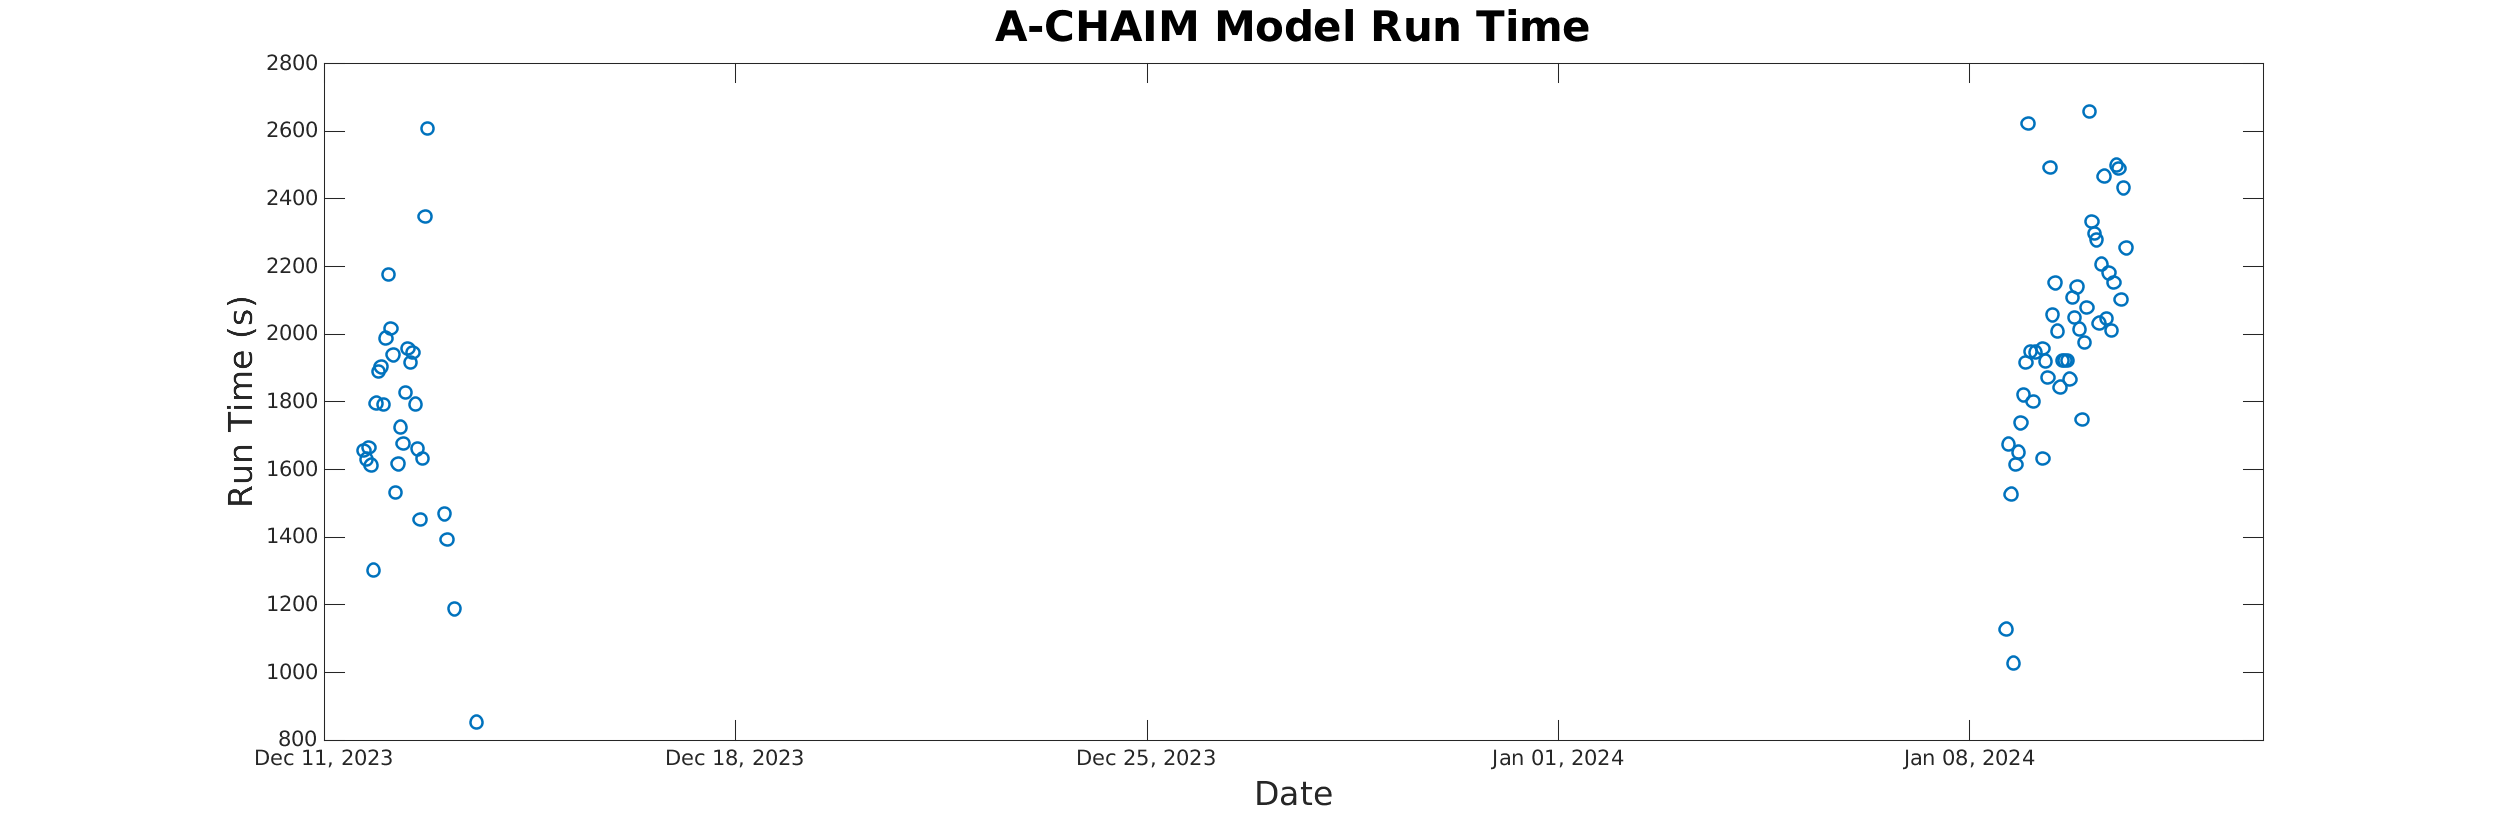 A-CHAIM Model Run Time
2800
2600
2400
2200
2000
1800
1600
1400
1200
1000
800
Run Time (s)
Dec 11, 2023 Dec 18, 2023 Dec 25, 2023 Jan 01, 2024 Jan 08, 2024
Date